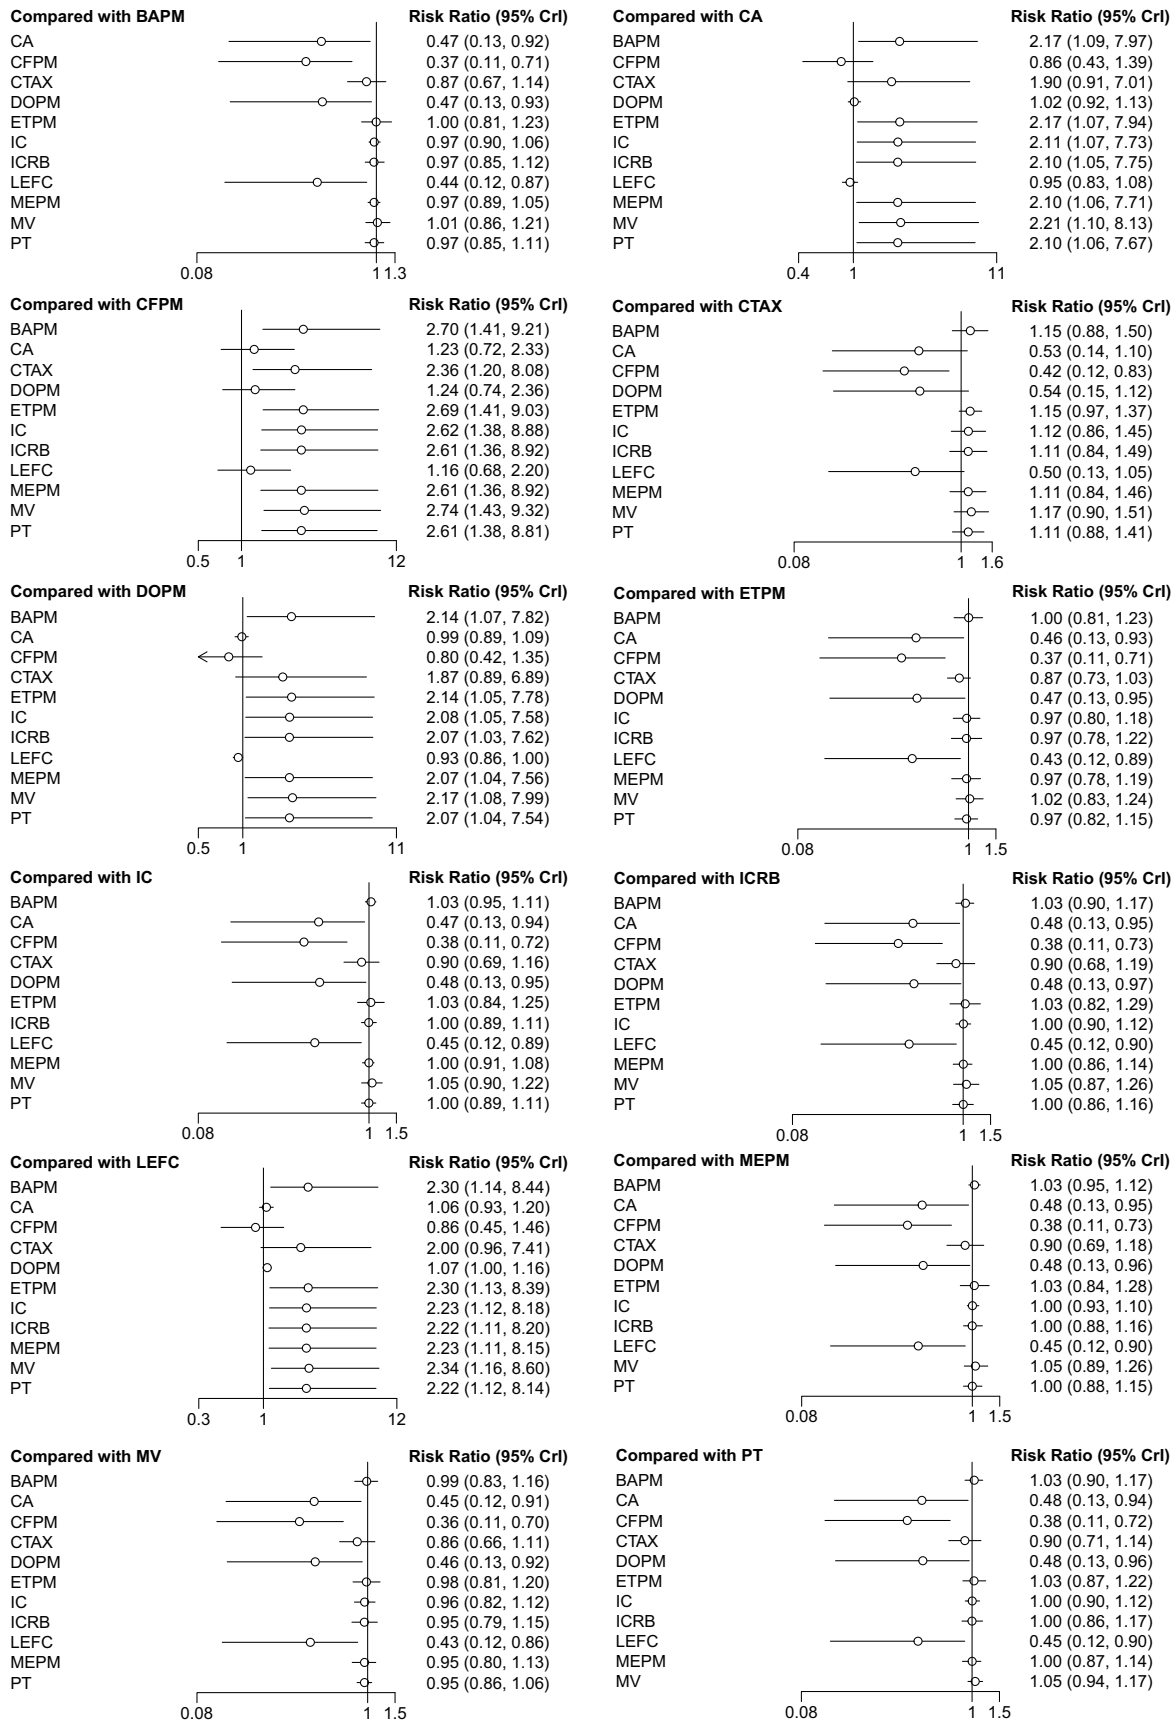 Compared with BAPM Risk Ratio (95% CrI)
CA 0.47 (0.13, 0.92)
CFPM 0.37 (0.11, 0.71)
CTAX 0.87 (0.67, 1.14)
DOPM 0.47 (0.13, 0.93)
ETPM 1.00 (0.81, 1.23)
IC 0.97 (0.90, 1.06)
ICRB 0.97 (0.85, 1.12)
LEFC 0.44 (0.12, 0.87)
MEPM 0.97 (0.89, 1.05)
MV 1.01 (0.86, 1.21)
PT 0.97 (0.85, 1.11)
0.08 11.3
Compared with CA Risk Ratio (95% CrI)
BAPM 2.17 (1.09, 7.97)
CFPM 0.86 (0.43, 1.39)
CTAX 1.90 (0.91, 7.01)
DOPM 1.02 (0.92, 1.13)
ETPM 2.17 (1.07, 7.94)
IC 2.11 (1.07, 7.73)
ICRB 2.10 (1.05, 7.75)
LEFC 0.95 (0.83, 1.08)
MEPM 2.10 (1.06, 7.71)
MV 2.21 (1.10, 8.13)
PT 2.10 (1.06, 7.67)
0.4 1 11
Compared with CFPM Risk Ratio (95% CrI)
BAPM 2.70 (1.41, 9.21)
CA 1.23 (0.72, 2.33)
CTAX 2.36 (1.20, 8.08)
DOPM 1.24 (0.74, 2.36)
ETPM 2.69 (1.41, 9.03)
IC 2.62 (1.38, 8.88)
ICRB 2.61 (1.36, 8.92)
LEFC 1.16 (0.68, 2.20)
MEPM 2.61 (1.36, 8.92)
MV 2.74 (1.43, 9.32)
PT 2.61 (1.38, 8.81)
0.5 1 12
Compared with CTAX Risk Ratio (95% CrI)
BAPM 1.15 (0.88, 1.50)
CA 0.53 (0.14, 1.10)
CFPM 0.42 (0.12, 0.83)
DOPM 0.54 (0.15, 1.12)
ETPM 1.15 (0.97, 1.37)
IC 1.12 (0.86, 1.45)
ICRB 1.11 (0.84, 1.49)
LEFC 0.50 (0.13, 1.05)
MEPM 1.11 (0.84, 1.46)
MV 1.17 (0.90, 1.51)
PT 1.11 (0.88, 1.41)
0.08 1 1.6
Compared with DOPM Risk Ratio (95% CrI)
BAPM 2.14 (1.07, 7.82)
CA 0.99 (0.89, 1.09)
CFPM 0.80 (0.42, 1.35)
CTAX 1.87 (0.89, 6.89)
ETPM 2.14 (1.05, 7.78)
IC 2.08 (1.05, 7.58)
ICRB 2.07 (1.03, 7.62)
LEFC 0.93 (0.86, 1.00)
MEPM 2.07 (1.04, 7.56)
MV 2.17 (1.08, 7.99)
PT 2.07 (1.04, 7.54)
0.5 1 11
Compared with ETPM Risk Ratio (95% CrI)
BAPM 1.00 (0.81, 1.23)
CA 0.46 (0.13, 0.93)
CFPM 0.37 (0.11, 0.71)
CTAX 0.87 (0.73, 1.03)
DOPM 0.47 (0.13, 0.95)
IC 0.97 (0.80, 1.18)
ICRB 0.97 (0.78, 1.22)
LEFC 0.43 (0.12, 0.89)
MEPM 0.97 (0.78, 1.19)
MV 1.02 (0.83, 1.24)
PT 0.97 (0.82, 1.15)
0.08 1 1.5
Compared with IC Risk Ratio (95% CrI)
BAPM 1.03 (0.95, 1.11)
CA 0.47 (0.13, 0.94)
CFPM 0.38 (0.11, 0.72)
CTAX 0.90 (0.69, 1.16)
DOPM 0.48 (0.13, 0.95)
ETPM 1.03 (0.84, 1.25)
ICRB 1.00 (0.89, 1.11)
LEFC 0.45 (0.12, 0.89)
MEPM 1.00 (0.91, 1.08)
MV 1.05 (0.90, 1.22)
PT 1.00 (0.89, 1.11)
0.08 1 1.5
Compared with ICRB Risk Ratio (95% CrI)
BAPM 1.03 (0.90, 1.17)
CA 0.48 (0.13, 0.95)
CFPM 0.38 (0.11, 0.73)
CTAX 0.90 (0.68, 1.19)
DOPM 0.48 (0.13, 0.97)
ETPM 1.03 (0.82, 1.29)
IC 1.00 (0.90, 1.12)
LEFC 0.45 (0.12, 0.90)
MEPM 1.00 (0.86, 1.14)
MV 1.05 (0.87, 1.26)
PT 1.00 (0.86, 1.16)
0.08 1 1.5
Compared with LEFC Risk Ratio (95% CrI)
BAPM 2.30 (1.14, 8.44)
CA 1.06 (0.93, 1.20)
CFPM 0.86 (0.45, 1.46)
CTAX 2.00 (0.96, 7.41)
DOPM 1.07 (1.00, 1.16)
ETPM 2.30 (1.13, 8.39)
IC 2.23 (1.12, 8.18)
ICRB 2.22 (1.11, 8.20)
MEPM 2.23 (1.11, 8.15)
MV 2.34 (1.16, 8.60)
PT 2.22 (1.12, 8.14)
0.3 1 12
Compared with MEPM Risk Ratio (95% CrI)
BAPM 1.03 (0.95, 1.12)
CA 0.48 (0.13, 0.95)
CFPM 0.38 (0.11, 0.73)
CTAX 0.90 (0.69, 1.18)
DOPM 0.48 (0.13, 0.96)
ETPM 1.03 (0.84, 1.28)
IC 1.00 (0.93, 1.10)
ICRB 1.00 (0.88, 1.16)
LEFC 0.45 (0.12, 0.90)
MV 1.05 (0.89, 1.26)
PT 1.00 (0.88, 1.15)
0.08 1 1.5
Compared with MV Risk Ratio (95% CrI)
BAPM 0.99 (0.83, 1.16)
CA 0.45 (0.12, 0.91)
CFPM 0.36 (0.11, 0.70)
CTAX 0.86 (0.66, 1.11)
DOPM 0.46 (0.13, 0.92)
ETPM 0.98 (0.81, 1.20)
IC 0.96 (0.82, 1.12)
ICRB 0.95 (0.79, 1.15)
LEFC 0.43 (0.12, 0.86)
MEPM 0.95 (0.80, 1.13)
PT 0.95 (0.86, 1.06)
0.08 1 1.5
Compared with PT Risk Ratio (95% CrI)
BAPM 1.03 (0.90, 1.17)
CA 0.48 (0.13, 0.94)
CFPM 0.38 (0.11, 0.72)
CTAX 0.90 (0.71, 1.14)
DOPM 0.48 (0.13, 0.96)
ETPM 1.03 (0.87, 1.22)
IC 1.00 (0.90, 1.12)
ICRB 1.00 (0.86, 1.17)
LEFC 0.45 (0.12, 0.90)
MEPM 1.00 (0.87, 1.14)
MV 1.05 (0.94, 1.17)
0.08 1 1.5